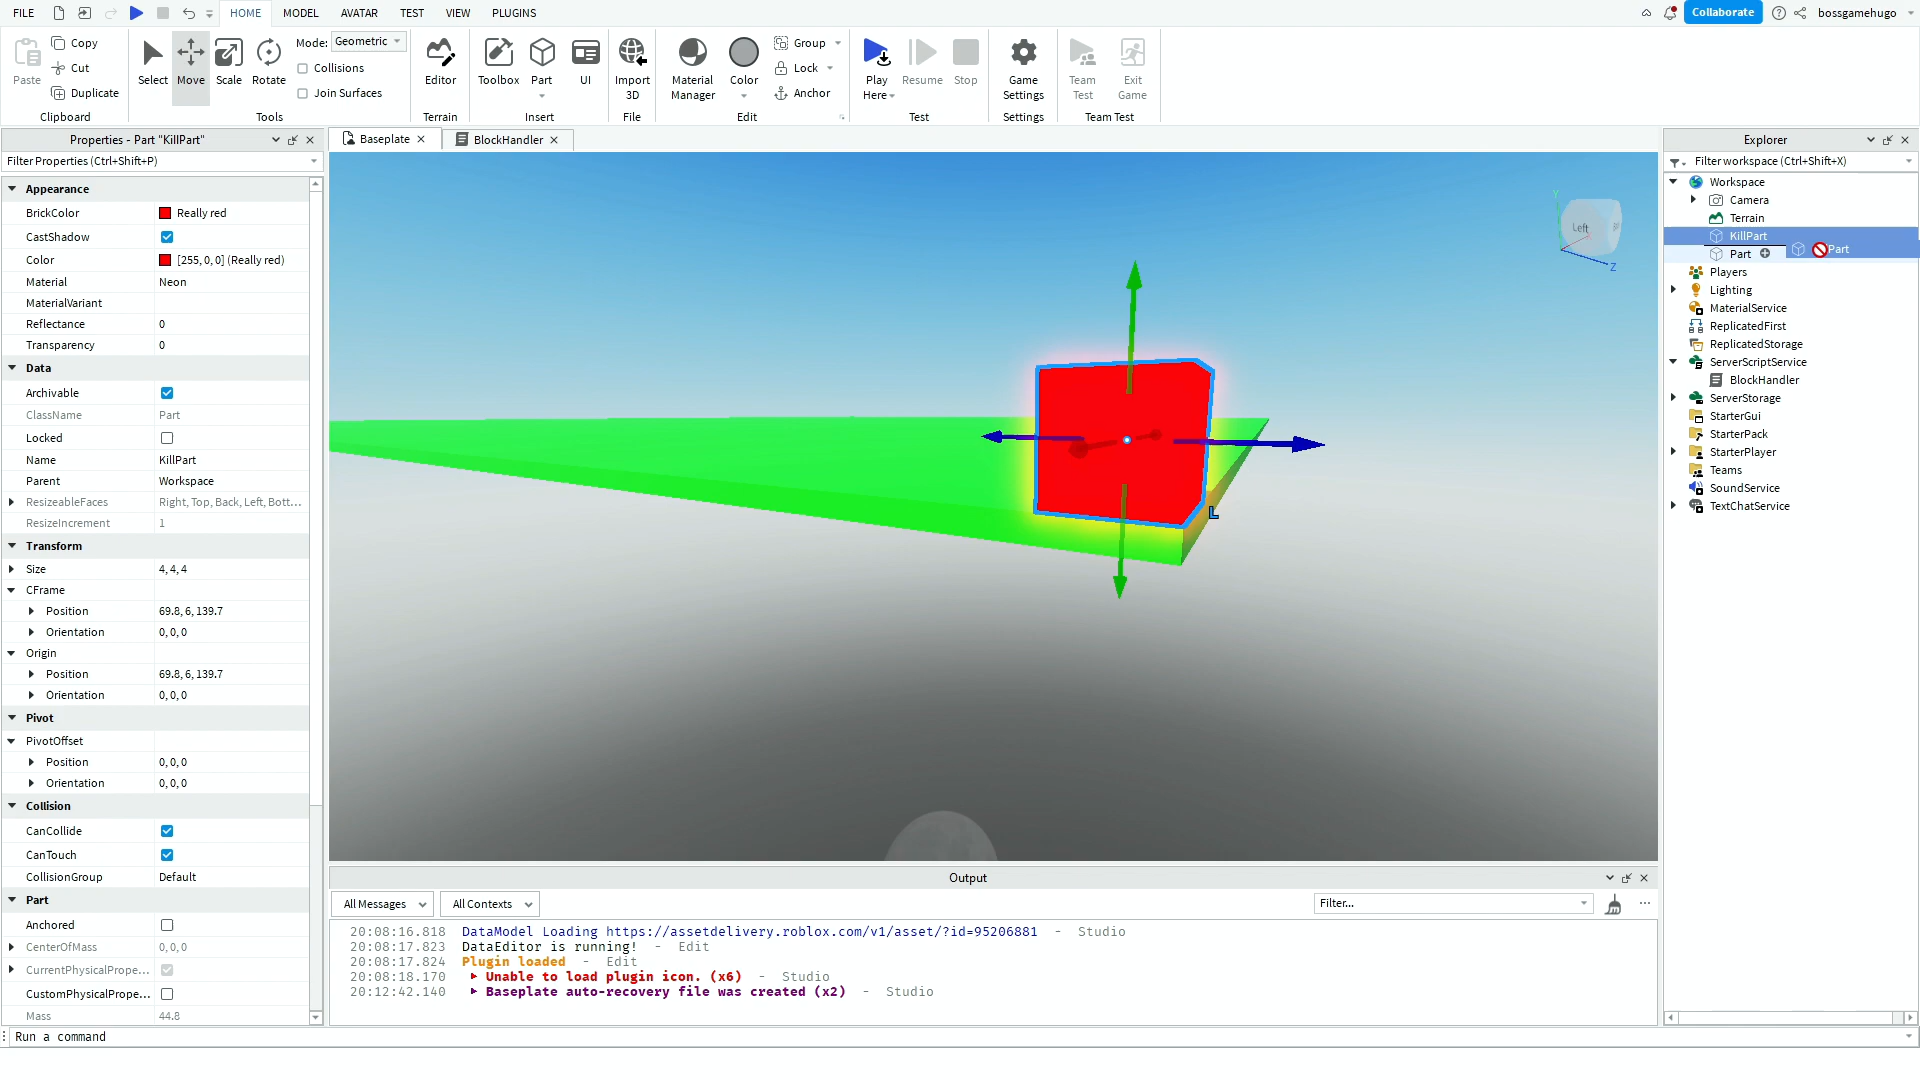 FILE HOME MODEL AVATAR TEST VIEW PLUGINS Collaborate bossgamehugo
Paste Copy Cut Duplicate Clipboard
Select Move Scale Rotate Mode: Geometric Collisions Join Surfaces Tools
Editor Terrain
Toolbox Part UI Insert
Import 3D File
Material Manager Color Group Lock Anchor Edit
Play Here Resume Stop Test
Game Settings Settings
Team Test Exit Game Team Test
Properties - Part "KillPart"
Filter Properties (Ctrl+Shift+P)
Appearance
BrickColor Really red
CastShadow
Color [255, 0, 0] (Really red)
Material Neon
MaterialVariant
Reflectance 0
Transparency 0
Data
Archivable
ClassName Part
Locked
Name KillPart
Parent Workspace
ResizeableFaces Right, Top, Back, Left, Bott...
ResizeIncrement 1
Transform
Size 4, 4, 4
CFrame
Position 69.8, 6, 139.7
Orientation 0, 0, 0
Origin
Position 69.8, 6, 139.7
Orientation 0, 0, 0
Pivot
PivotOffset
Position 0, 0, 0
Orientation 0, 0, 0
Collision
CanCollide
CanTouch
CollisionGroup Default
Part
Anchored
CenterOfMass 0, 0, 0
CurrentPhysicalPrope...
CustomPhysicalPrope...
Mass 44.8
Baseplate BlockHandler
Y
Left
Z
L
Output
All Messages All Contexts Filter...
20:08:16.818 DataModel Loading https://assetdelivery.roblox.com/v1/asset/?id=95206881 - Studio
20:08:17.823 DataEditor is running! - Edit
20:08:17.824 Plugin loaded - Edit
20:08:18.170 Unable to load plugin icon. (x6) - Studio
20:12:42.140 Baseplate auto-recovery file was created (x2) - Studio
Explorer
Filter workspace (Ctrl+Shift+X)
Workspace
Camera
Terrain
KillPart
Part Part
Players
Lighting
MaterialService
ReplicatedFirst
ReplicatedStorage
ServerScriptService
BlockHandler
ServerStorage
StarterGui
StarterPack
StarterPlayer
Teams
SoundService
TextChatService
Run a command